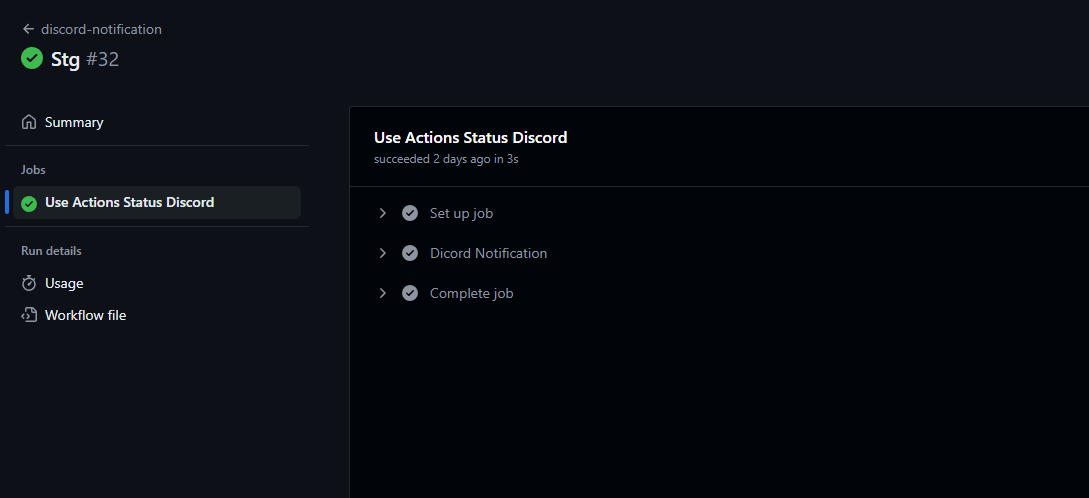 discord-notification
Stg #32
Summary
Jobs
Use Actions Status Discord
Run details
Usage
Workflow file
Use Actions Status Discord
succeeded 2 days ago in 3s
Set up job
Dicord Notification
Complete job